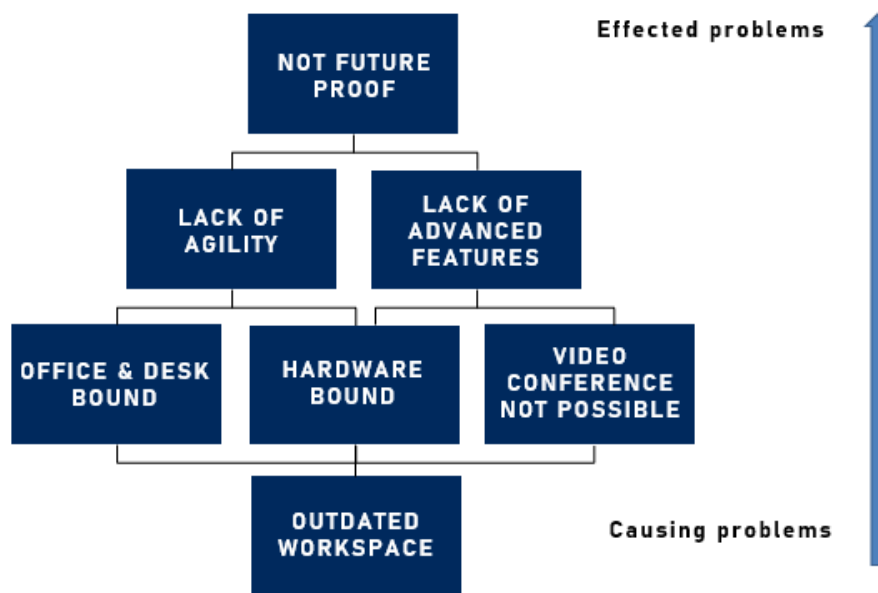 Effected problems
NOT FUTURE
PROOF
LACK OF
AGILITY
LACK OF
ADVANCED
FEATURES
OFFICE & DESK
BOUND
HARDWARE
BOUND
VIDEO
CONFERENCE
NOT POSSIBLE
OUTDATED
WORKSPACE
Causing problems